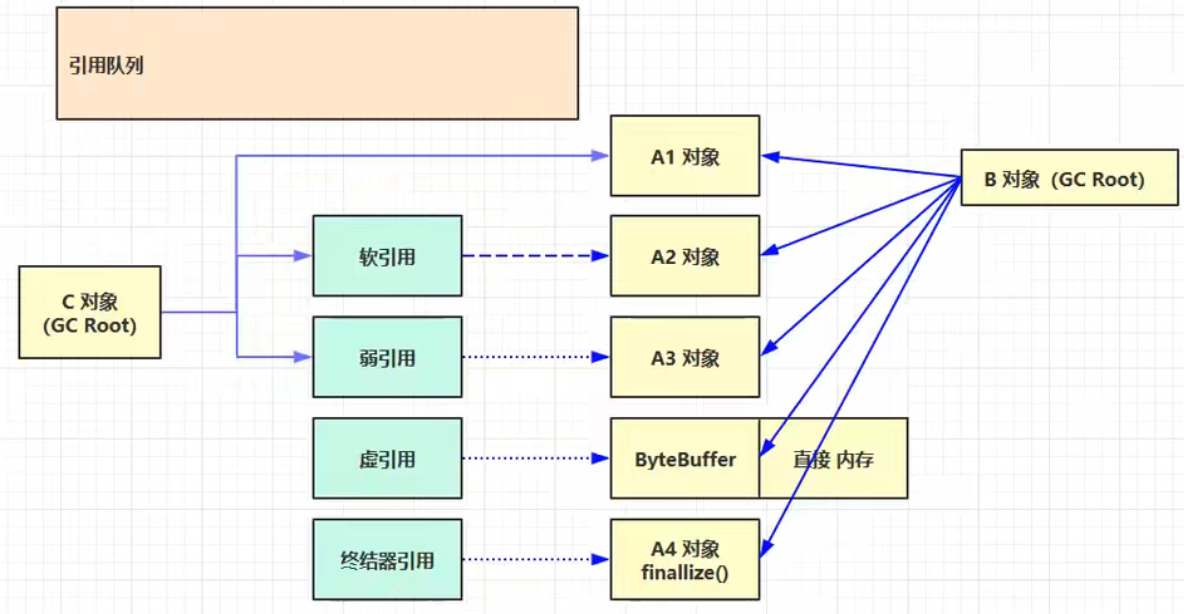 引用队列
A1 对象
B 对象（GC Root）
软引用
A2 对象
C 对象
(GC Root)
弱引用
A3 对象
虚引用
ByteBuffer
直接 内存
终结器引用
A4 对象
finallize()